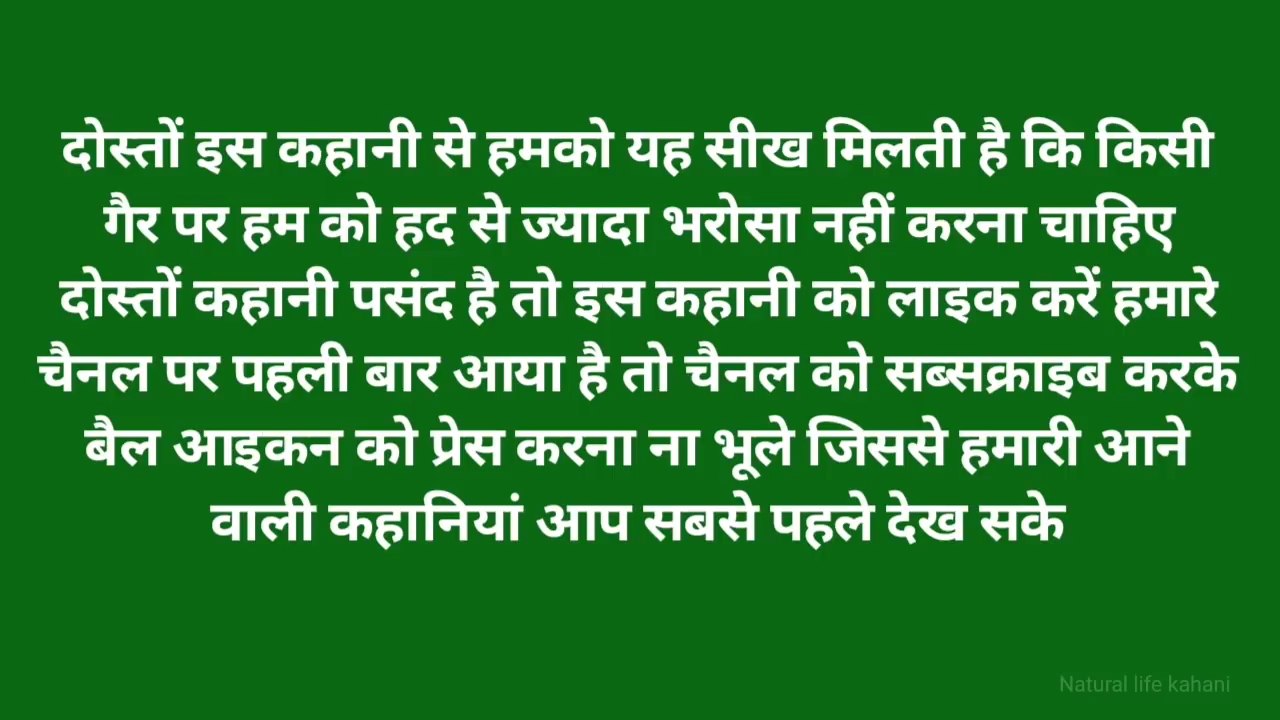 दोस्तों इस कहानी से हमको यह सीख मिलती है कि किसी
गैर पर हम को हद से ज्यादा भरोसा नहीं करना चाहिए
दोस्तों कहानी पसंद है तो इस कहानी को लाइक करें हमारे
चैनल पर पहली बार आया है तो चैनल को सब्सक्राइब करके
बैल आइकन को प्रेस करना ना भूले जिससे हमारी आने
वाली कहानियां आप सबसे पहले देख सके
Natural life kahani